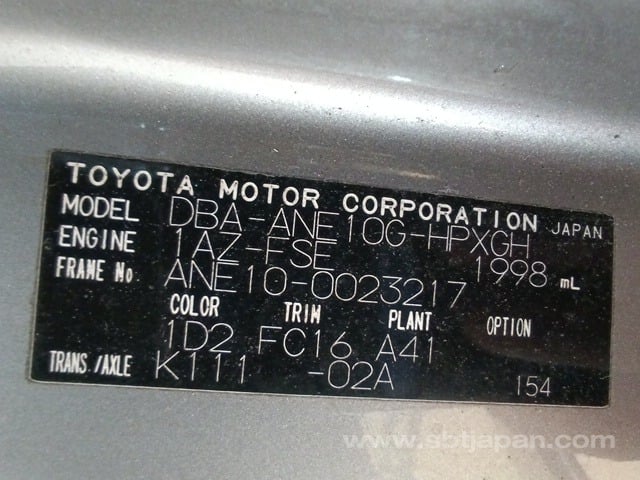 TOYOTA MOTOR CORPORATION JAPAN
MODEL DBA-ANE10G-HPXGH
ENGINE 1AZ-FSE 1998 mL
FRAME No ANE10-0023217
COLOR TRIM PLANT OPTION
1D2 FC16 A41
TRANS./AXLE K111 -02A 154
www.sbtjapan.com